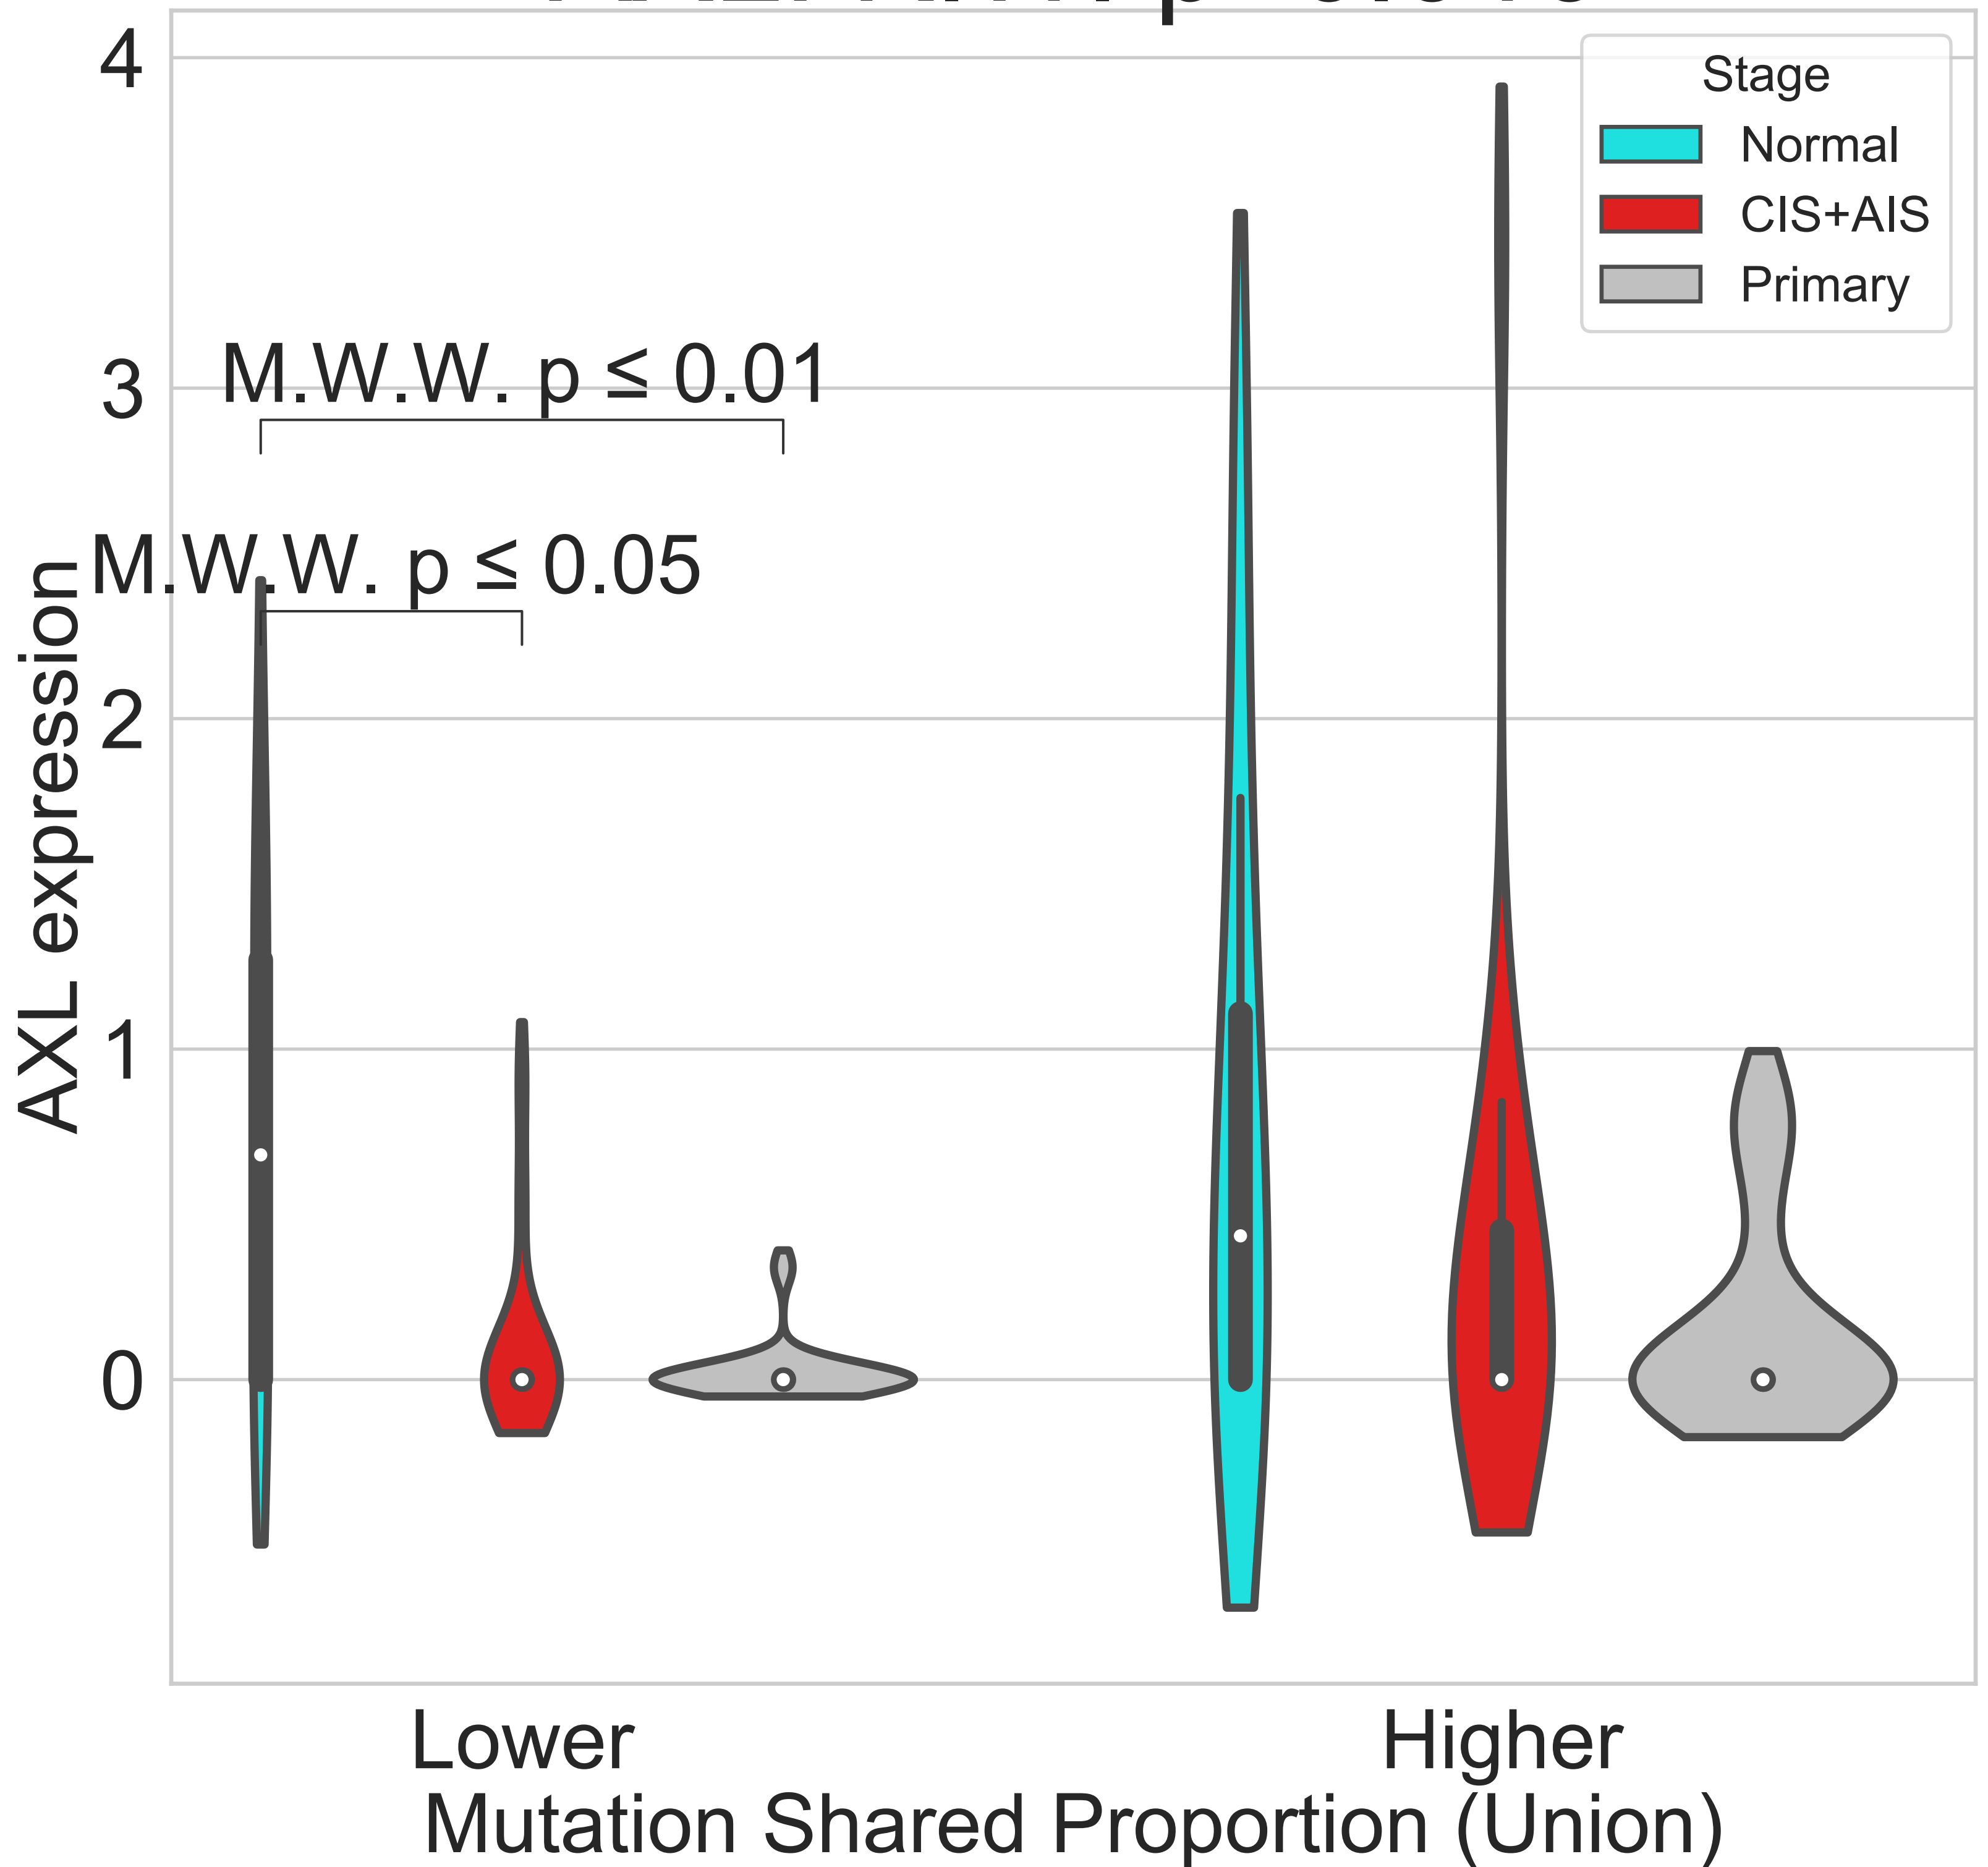 4
3
2
1
0
AXL expression
M.W.W. p ≤ 0.01
M.W.W. p ≤ 0.05
Stage
Normal
CIS+AIS
Primary
Lower
Higher
Mutation Shared Proportion (Union)